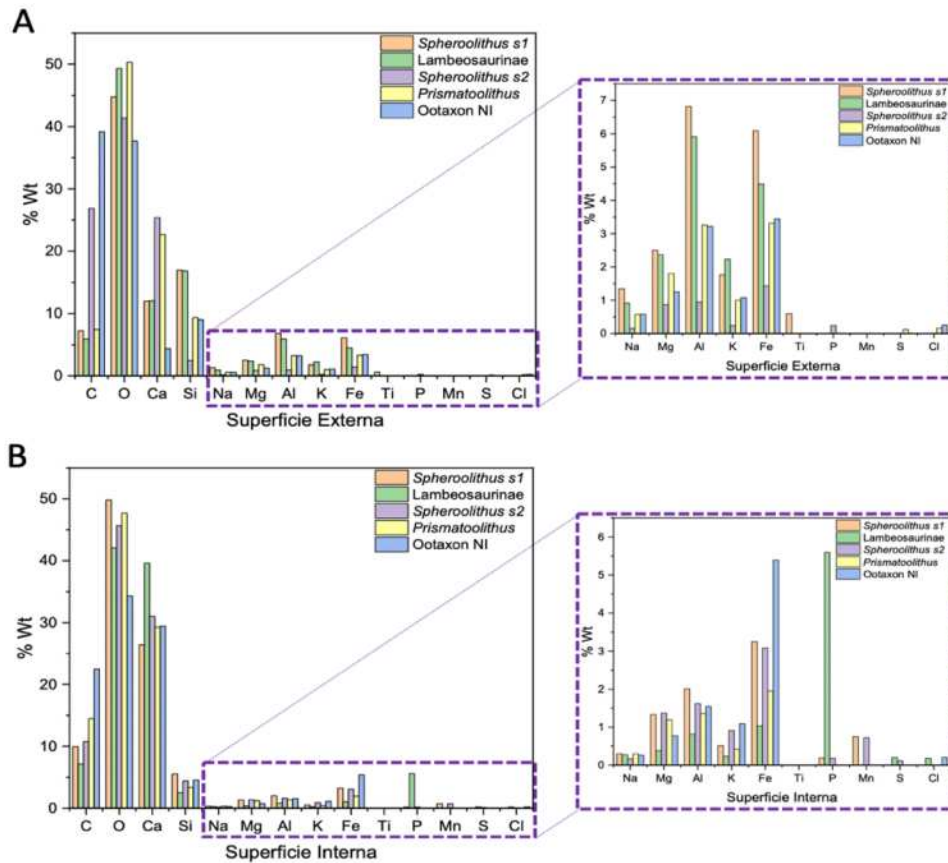 A
Spheroolithus s1
Lambeosaurinae
Spheroolithus s2
Prismatoolithus
Ootaxon NI
50
40
30
20
10
0
% Wt
C O Ca Si Na Mg Al K Fe Ti P Mn S Cl
Superficie Externa
Spheroolithus s1
Lambeosaurinae
Spheroolithus s2
Prismatoolithus
Ootaxon NI
7
6
5
4
3
2
1
0
% Wt
Na Mg Al K Fe Ti P Mn S Cl
Superficie Externa
B
Spheroolithus s1
Lambeosaurinae
Spheroolithus s2
Prismatoolithus
Ootaxon NI
50
40
30
20
10
0
% Wt
C O Ca Si Na Mg Al K Fe Ti P Mn S Cl
Superficie Interna
Spheroolithus s1
Lambeosaurinae
Spheroolithus s2
Prismatoolithus
Ootaxon NI
6
5
4
3
2
1
0
% Wt
Na Mg Al K Fe Ti P Mn S Cl
Superficie Interna